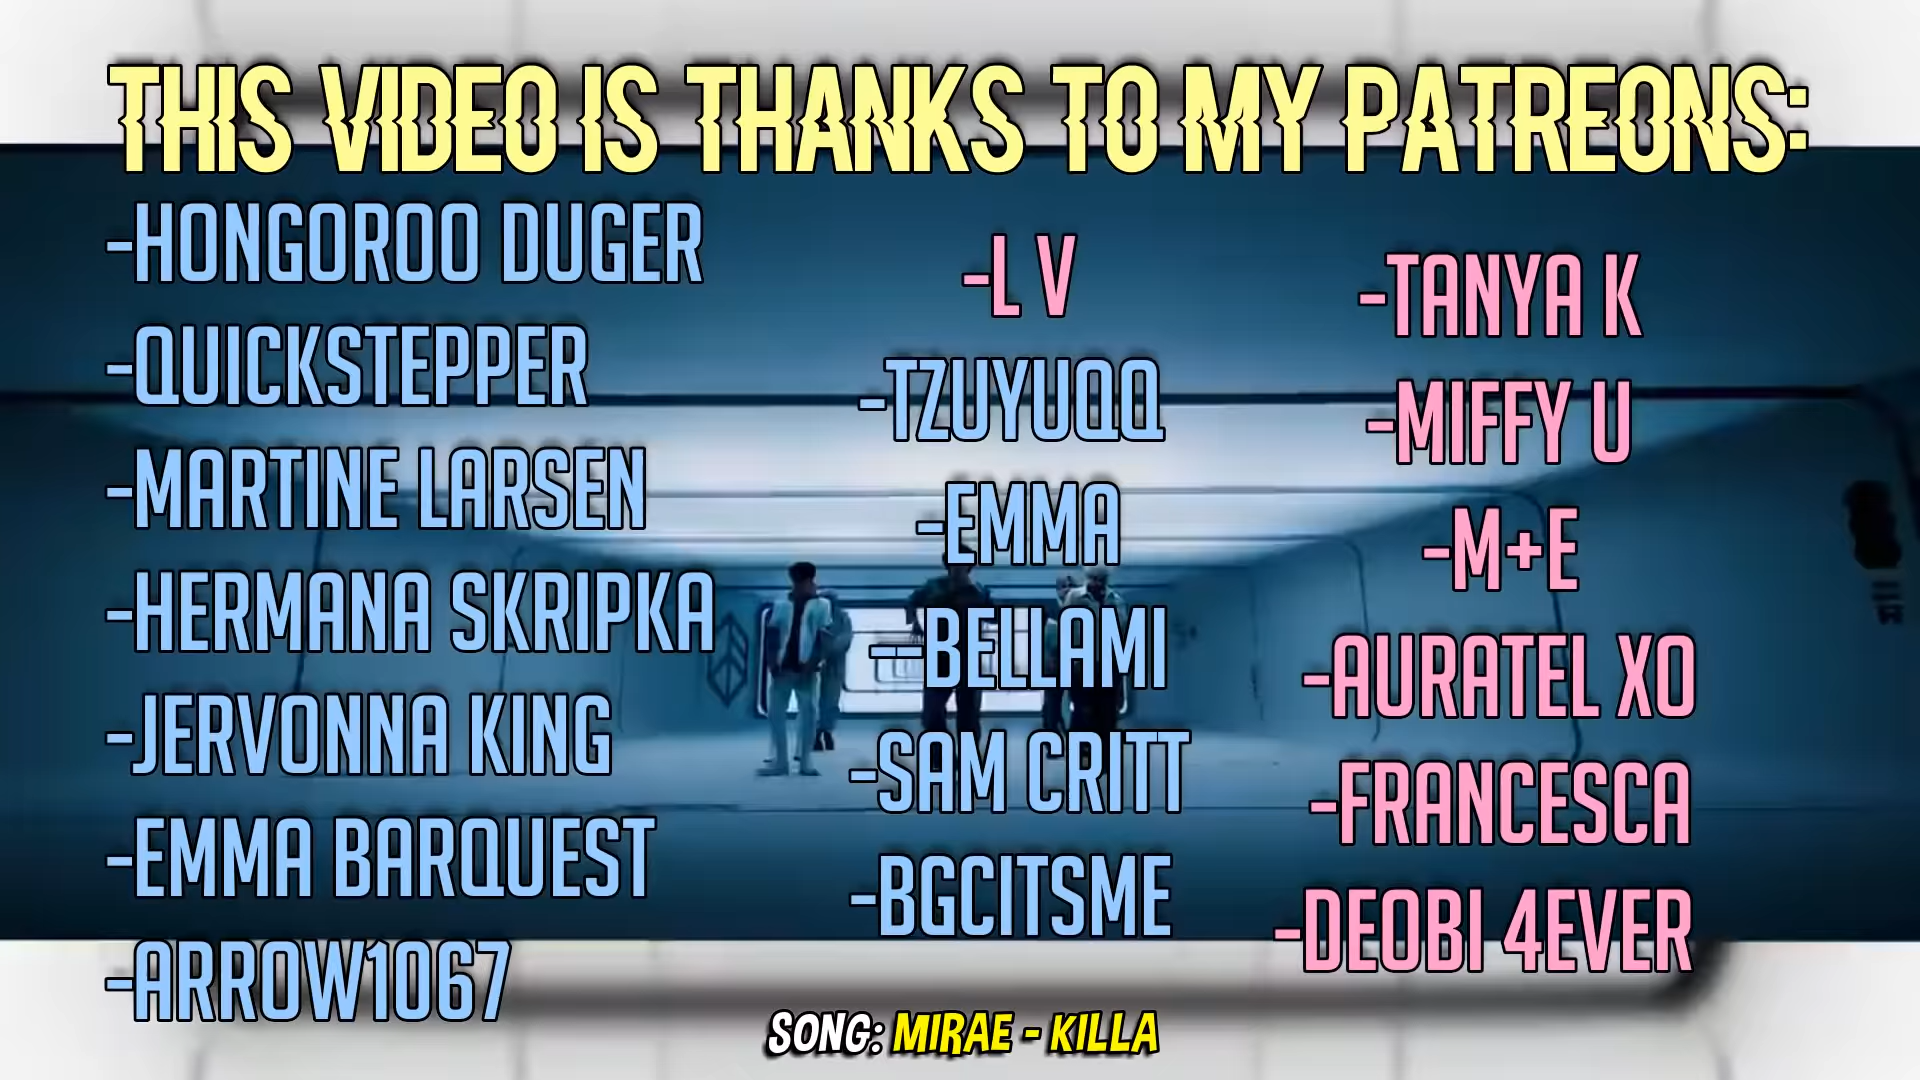 THIS VIDEO IS THANKS TO MY PATREONS:
-HONGOROO DUGER
-QUICKSTEPPER
-MARTINE LARSEN
-HERMANA SKRIPKA
-JERVONNA KING
-EMMA BARQUEST
-ARROW1067
-L V
-TZUYUQQ
-EMMA
--BELLAMI
-SAM CRITT
-BGCITSME
-TANYA K
-MIFFY U
-M+E
-AURATEL XO
-FRANCESCA
-DEOBI 4EVER
SONG: MIRAE - KILLA